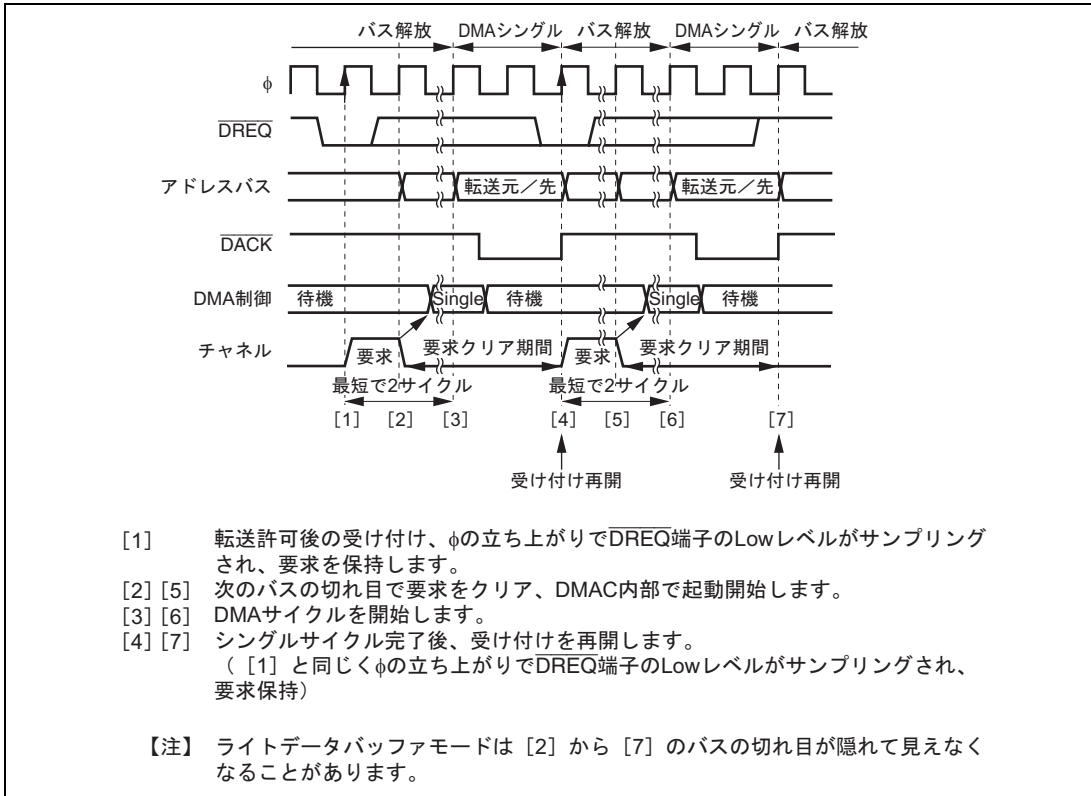 バス解放 DMAシングル バス解放 DMAシングル バス解放
φ
DREQ
アドレスバス 転送元／先 転送元／先
DACK
DMA制御 待機 Single 待機 Single 待機
チャネル 要求 要求クリア期間 要求 要求クリア期間
最短で2サイクル 最短で2サイクル
［1］ ［2］ ［3］ ［4］ ［5］ ［6］ ［7］
受け付け再開 受け付け再開
［1］ 転送許可後の受け付け、φの立ち上がりでDREQ端子のLowレベルがサンプリング
され、要求を保持します。
［2］［5］ 次のバスの切れ目で要求をクリア、DMAC内部で起動開始します。
［3］［6］ DMAサイクルを開始します。
［4］［7］ シングルサイクル完了後、受け付けを再開します。
（［1］と同じくφの立ち上がりでDREQ端子のLowレベルがサンプリングされ、
要求保持）
【注】 ライトデータバッファモードは［2］から［7］のバスの切れ目が隠れて見えなく
なることがあります。